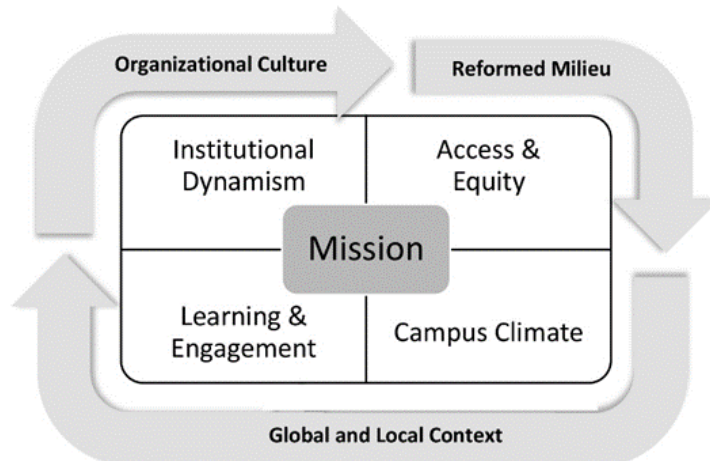 Organizational Culture
Reformed Milieu
Institutional
Dynamism
Access &
Equity
Mission
Learning &
Engagement
Campus Climate
Global and Local Context